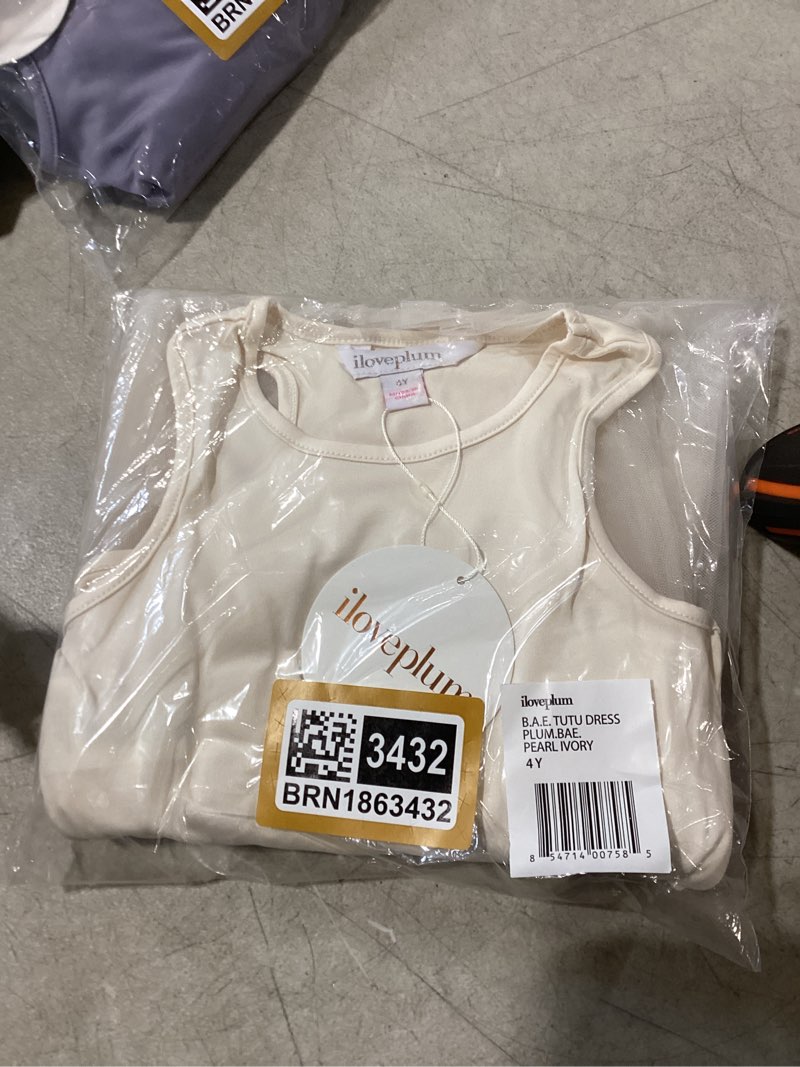 BRN
iloveplum
4Y
iloveplum
3432
BRN1863432
iloveplum
B.A.E. TUTU DRESS
PLUM.BAE.
PEARL IVORY
4 Y
8 54714 00758 5